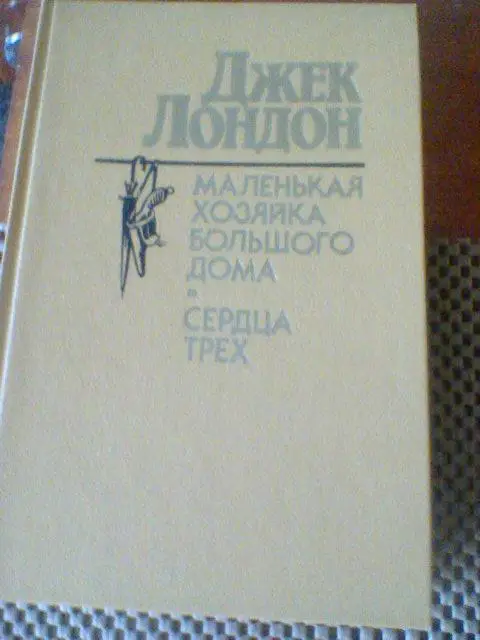 ДЖЕК
ЛОНДОН
МАЛЕНЬКАЯ
ХОЗЯЙКА
БОЛЬШОГО
ДОМА
СЕРДЦА
ТРЕХ